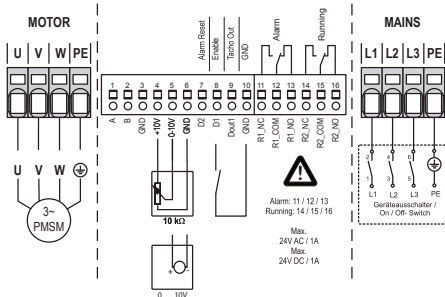 MOTOR
U V W PE
U V W
3~
PMSM
Alarm Reset
Enable
Tacho Out
GND
Alarm
Running
1 2 3 4 5 6 7 8 9 10 11 12 13 14 15 16
A
B
GND
+10V
0-10V
GND
D2
D1
Dout1
GND
R1_NC
R1_COM
R1_NO
R2_NC
R2_COM
R2_NO
10 kΩ
+ -
0 10V
Alarm: 11 / 12 / 13
Running: 14 / 15 / 16
Max.
24V AC / 1A
Max.
24V DC / 1A
MAINS
L1 L2 L3 PE
2 4 6
1 3 5
L1 L2 L3 PE
Geräteausschalter /
On / Off- Switch